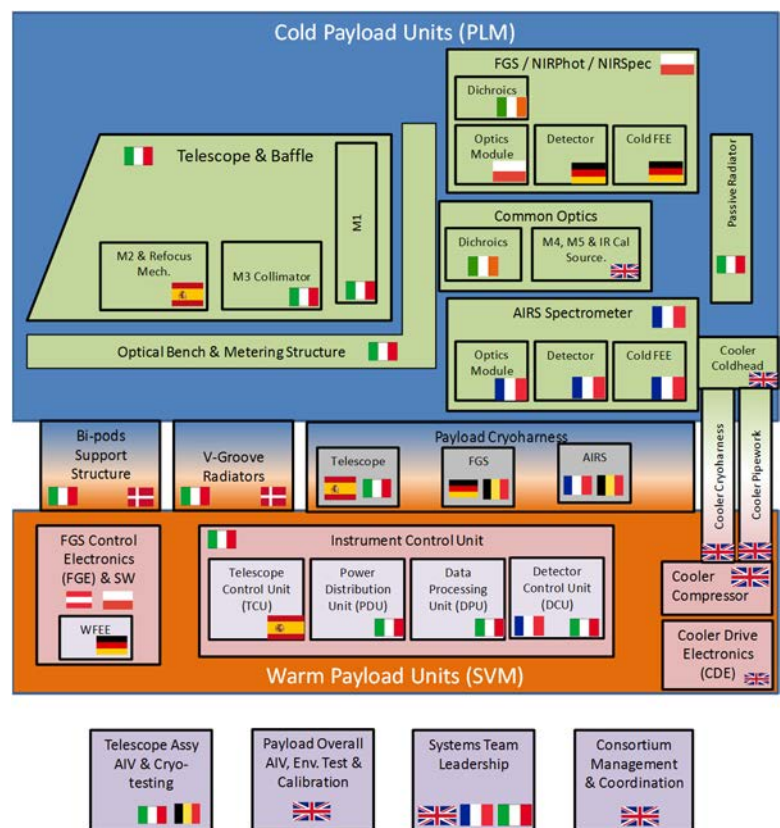 Cold Payload Units (PLM)
FGS / NIRPhot / NIRSpec
Dichroics
Optics
Module
Detector
Cold FEE
Telescope & Baffle
M1
M2 & Refocus
Mech.
M3 Collimator
Passive Radiator
Common Optics
Dichroics
M4, M5 & IR Cal
Source.
Optical Bench & Metering Structure
AIRS Spectrometer
Optics
Module
Detector
Cold FEE
Cooler
Coldhead
Bi-pods
Support
Structure
V-Groove
Radiators
Payload Cryoharness
Telescope
FGS
AIRS
Cooler Cryoharness
Cooler Pipework
FGS Control
Electronics
(FGE) & SW
WFEE
Instrument Control Unit
Telescope
Control Unit
(TCU)
Power
Distribution
Unit (PDU)
Data
Processing
Unit (DPU)
Detector
Control Unit
(DCU)
Cooler
Compressor
Cooler Drive
Electronics
(CDE)
Warm Payload Units (SVM)
Telescope Assy
AIV & Cryo-
testing
Payload Overall
AIV, Env. Test &
Calibration
Systems Team
Leadership
Consortium
Management
& Coordination